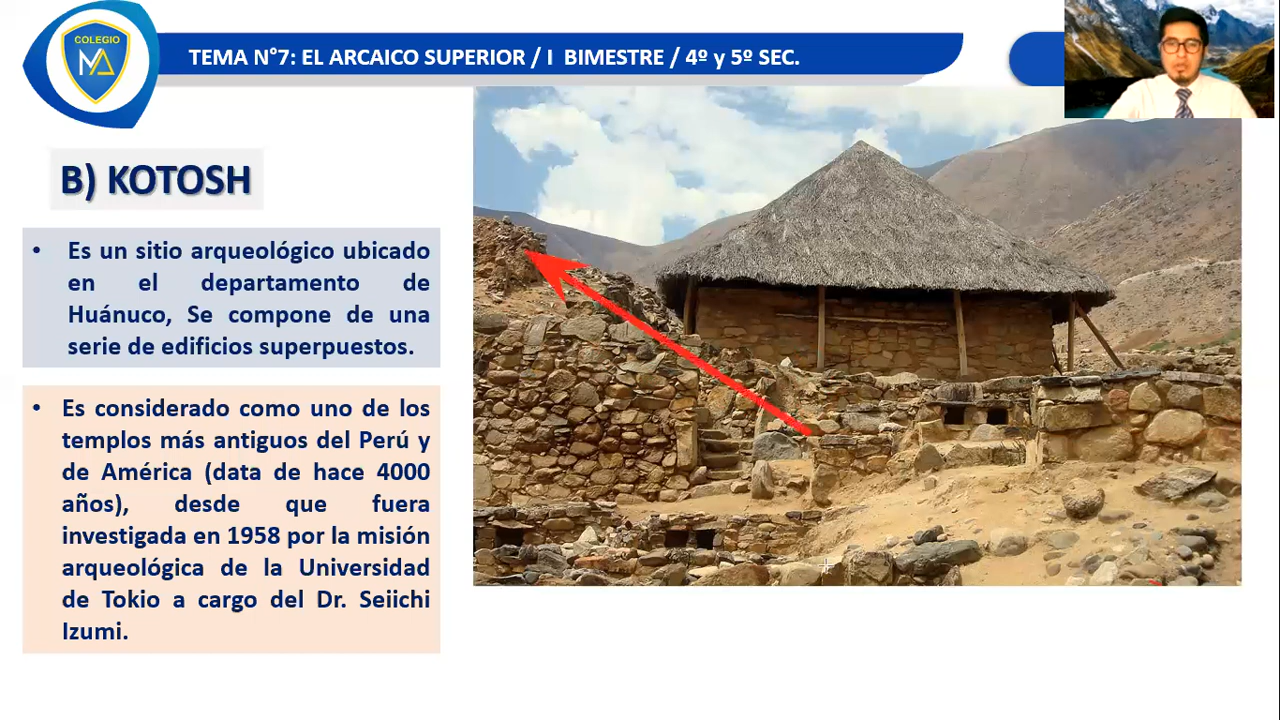 COLEGIO
TEMA N°7: EL ARCAICO SUPERIOR / I BIMESTRE / 4º y 5º SEC.
B) KOTOSH
• Es un sitio arqueológico ubicado
en el departamento de
Huánuco, Se compone de una
serie de edificios superpuestos.
• Es considerado como uno de los
templos más antiguos del Perú y
de América (data de hace 4000
años), desde que fuera
investigada en 1958 por la misión
arqueológica de la Universidad
de Tokio a cargo del Dr. Seiichi
Izumi.